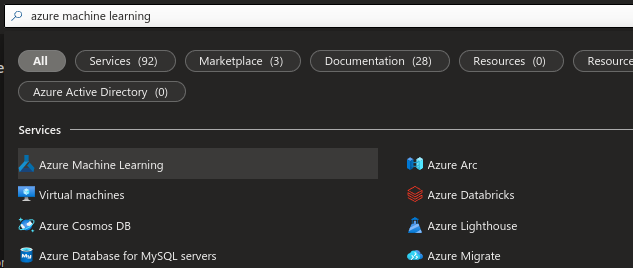 azure machine learning
All
Services (92)
Marketplace (3)
Documentation (28)
Resources (0)
Azure Active Directory (0)
Services
Azure Machine Learning
Azure Arc
Virtual machines
Azure Databricks
Azure Cosmos DB
Azure Lighthouse
Azure Database for MySQL servers
Azure Migrate